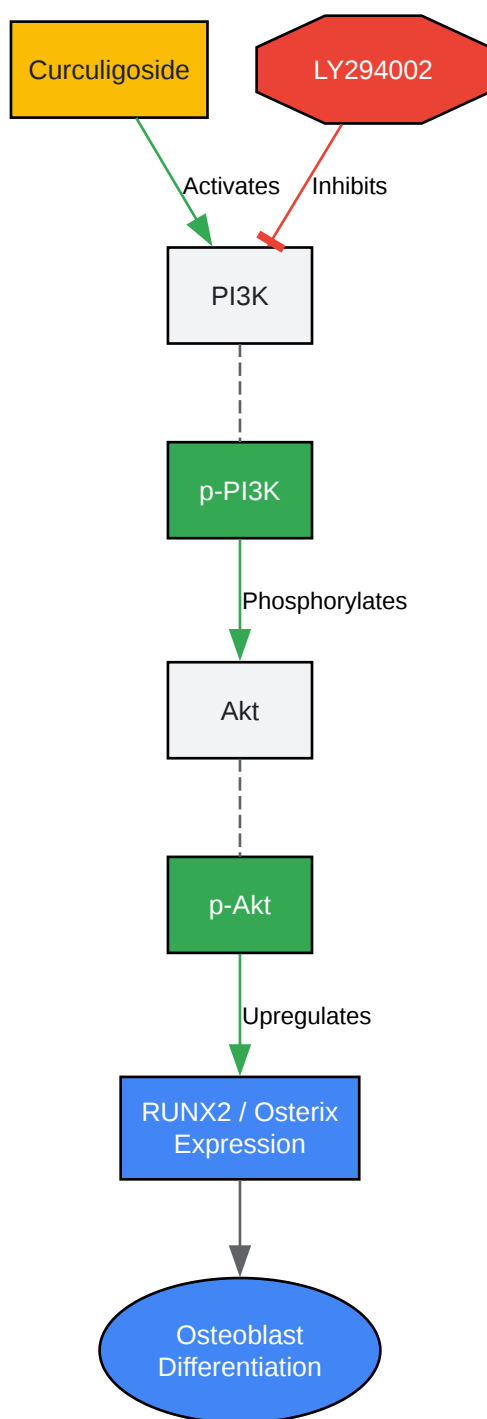 Curculigoside
LY294002
Activates
Inhibits
PI3K
p-PI3K
Phosphorylates
Akt
p-Akt
Upregulates
RUNX2 / Osterix
Expression
Osteoblast
Differentiation